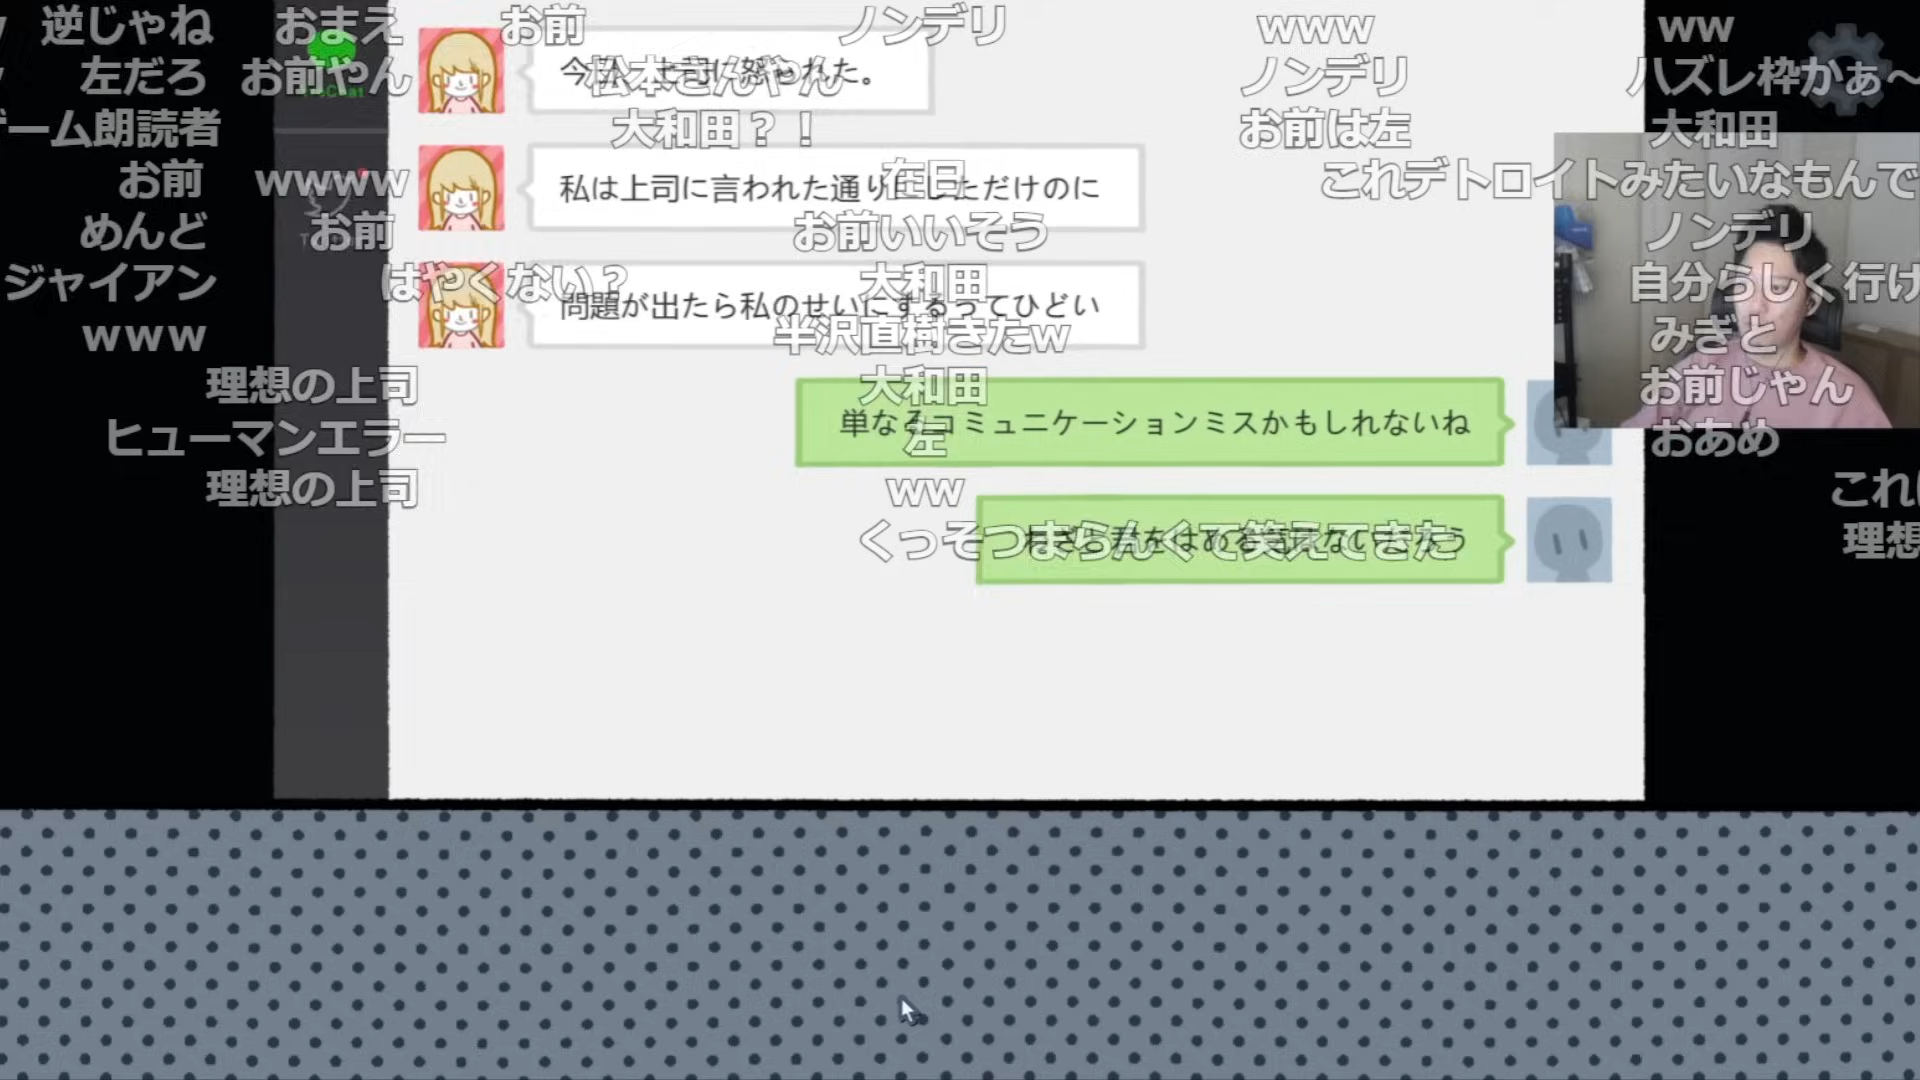 逆じゃね
おまえ
お前
ノンデリ
www
ww
左だろ
お前やん
松本さんやん
ノンデリ
ハズレ枠かぁ〜
ーム朗読者
大和田？！
お前は左
大和田
お前
wwww
在日
これデトロイトみたいなもんで
私は上司に言われた通りにしただけのに
めんど
お前
お前いいそう
ノンデリ
ジャイアン
はやくない？
大和田
自分らしく行け
問題が出たら私のせいにするってひどい
www
半沢直樹きたw
みぎと
理想の上司
大和田
お前じゃん
単なるコミュニケーションミスかもしれないね
ヒューマンエラー
左
おあめ
理想の上司
ww
これ
くっそつまらんくて笑えてきた
理想